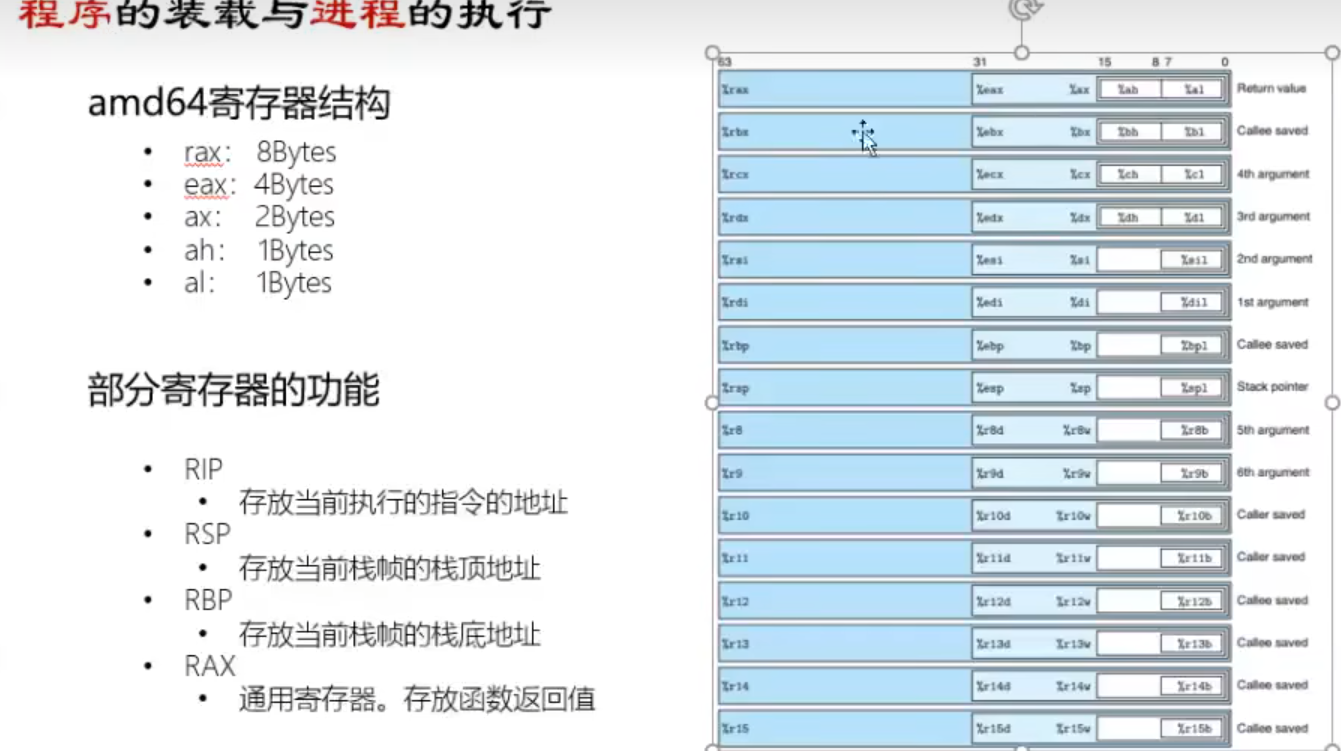 程序的装载与进程的执行
amd64寄存器结构
• rax： 8Bytes
• eax： 4Bytes
• ax： 2Bytes
• ah： 1Bytes
• al： 1Bytes
部分寄存器的功能
• RIP
• 存放当前执行的指令的地址
• RSP
• 存放当前栈帧的栈顶地址
• RBP
• 存放当前栈帧的栈底地址
• RAX
• 通用寄存器。存放函数返回值
63 31 15 8 7 0
%rax %eax %ax %ah %al Return value
%rbx %ebx %bx %bh %bl Callee saved
%rcx %ecx %cx %ch %cl 4th argument
%rdx %edx %dx %dh %dl 3rd argument
%rsi %esi %si %sil 2nd argument
%rdi %edi %di %dil 1st argument
%rbp %ebp %bp %bpl Callee saved
%rsp %esp %sp %spl Stack pointer
%r8 %r8d %r8w %r8b 5th argument
%r9 %r9d %r9w %r9b 6th argument
%r10 %r10d %r10w %r10b Caller saved
%r11 %r11d %r11w %r11b Caller saved
%r12 %r12d %r12w %r12b Callee saved
%r13 %r13d %r13w %r13b Callee saved
%r14 %r14d %r14w %r14b Callee saved
%r15 %r15d %r15w %r15b Callee saved